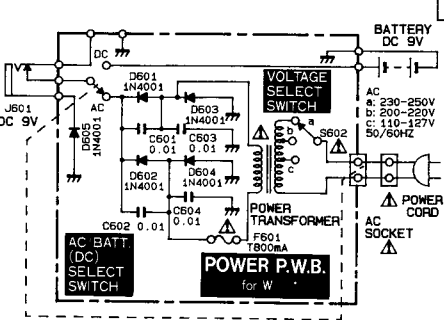 BATTERY
DC 9V
DC
D601
1N4001
VOLTAGE
SELECT
SWITCH
J601
DC 9V
AC
D605
1N4001
D603
1N4001
C601
0.01
C603
0.01
a
b
c
S602
AC
a: 230-250V
b: 200-220V
c: 110-127V
50/60HZ
D602
1N4001
D604
1N4001
C604
0.01
C602 0.01
POWER
TRANSFORMER
F601
T800mA
POWER
CORD
AC
SOCKET
AC BATT.
(DC)
SELECT
SWITCH
POWER P.W.B.
for W